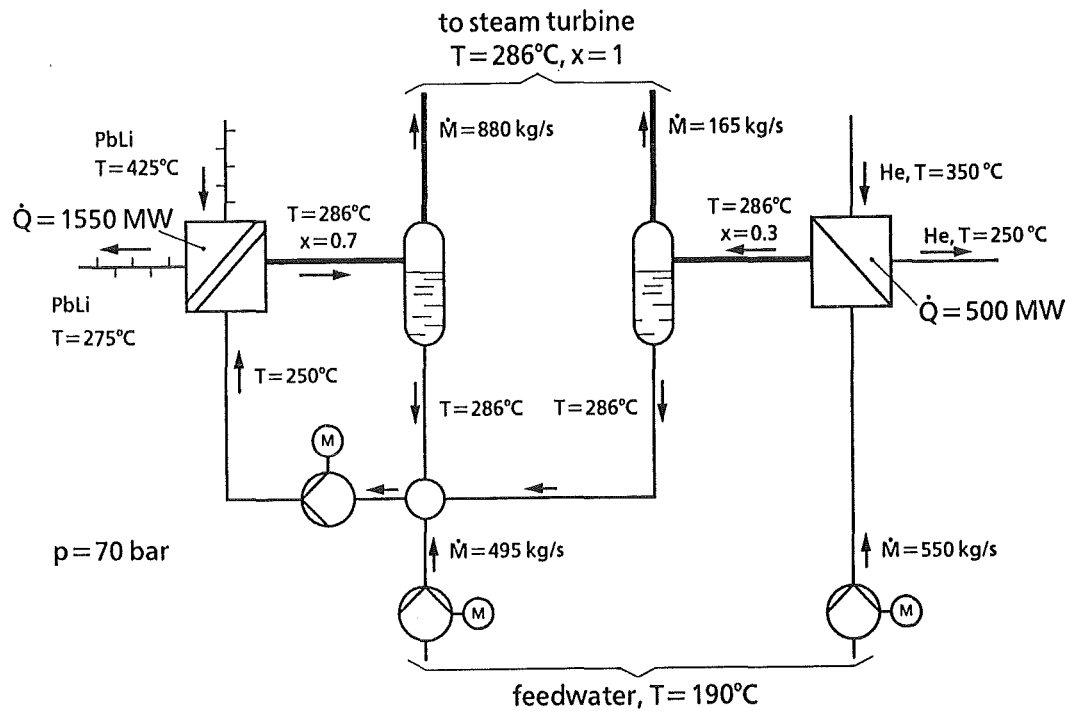 to steam turbine
T=286°C, x=1
PbLi
T=425°C
Ṁ=880 kg/s
Ṁ=165 kg/s
He, T=350 °C
Q̇=1550 MW
T=286°C
x=0.7
T=286°C
x=0.3
He, T=250°C
PbLi
T=275°C
Q̇=500 MW
T=250°C
T=286°C
T=286°C
M
p=70 bar
Ṁ=495 kg/s
Ṁ=550 kg/s
M
M
feedwater, T=190°C